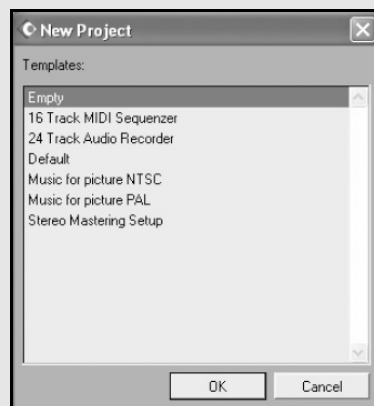 New Project
Templates:
Empty
16 Track MIDI Sequenzer
24 Track Audio Recorder
Default
Music for picture NTSC
Music for picture PAL
Stereo Mastering Setup
OK
Cancel